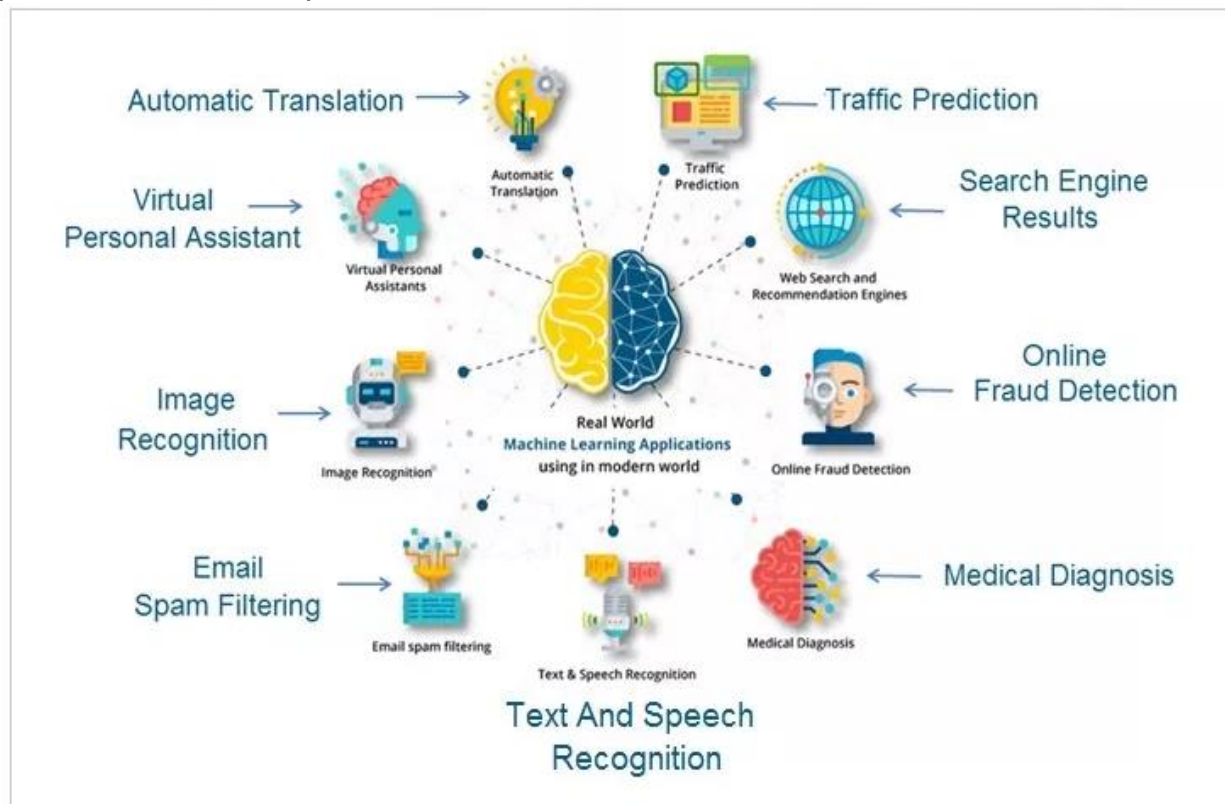 Automatic Translation
Automatic
Translation
Traffic Prediction
Traffic
Prediction
Virtual
Personal Assistant
Virtual Personal
Assistants
Search Engine
Results
Web Search and
Recommendation Engines
Image
Recognition
Image Recognition
Real World
Machine Learning Applications
using in modern world
Online
Fraud Detection
Online Fraud Detection
Email
Spam Filtering
Email spam filtering
Text & Speech Recognition
Text And Speech
Recognition
Medical Diagnosis
Medical Diagnosis